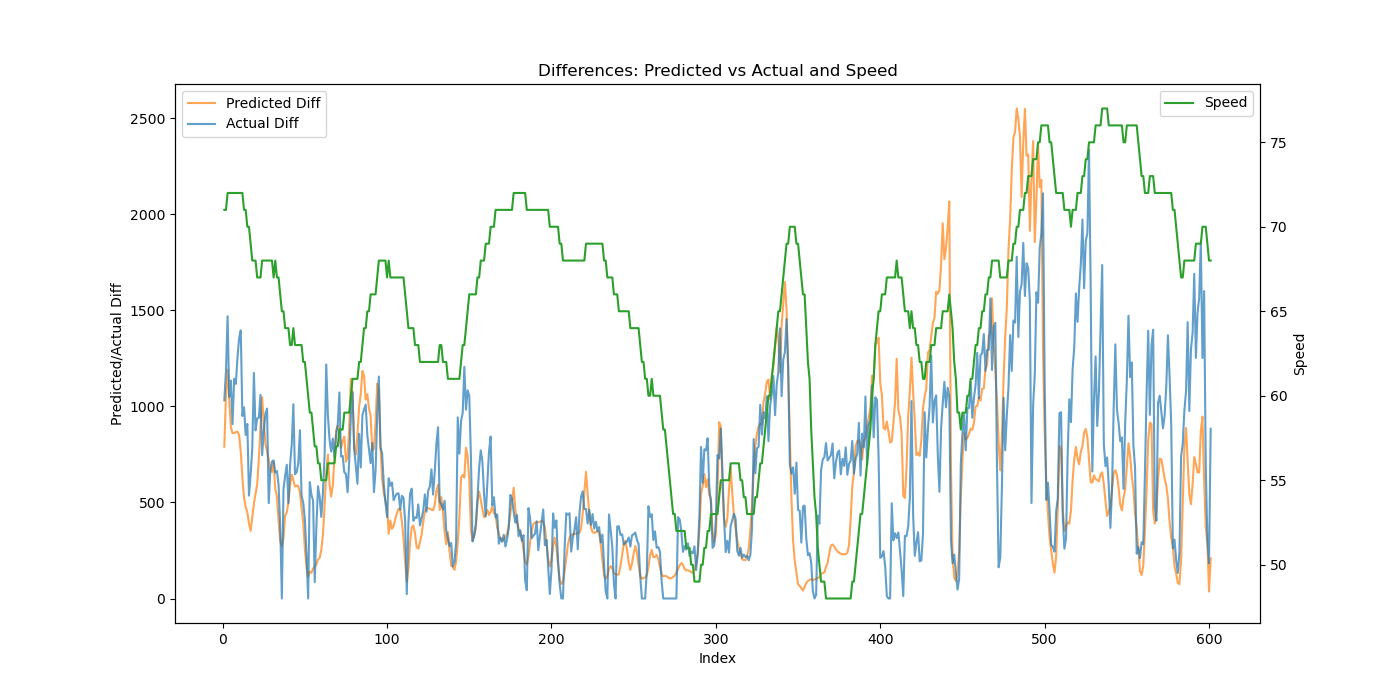 Differences: Predicted vs Actual and Speed
Predicted Diff
Actual Diff
Speed
2500
2000
1500
1000
500
0
Predicted/Actual Diff
75
70
65
60
55
50
Speed
0 100 200 300 400 500 600
Index